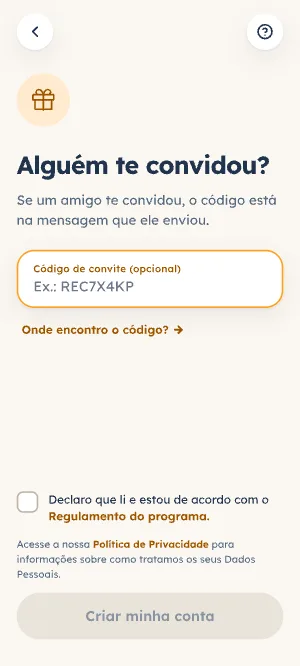 Alguém te convidou?
Se um amigo te convidou, o código está
na mensagem que ele enviou.
Código de convite (opcional)
Ex.: REC7X4KP
Onde encontro o código? →
Declaro que li e estou de acordo com o
Regulamento do programa.
Acesse a nossa Política de Privacidade para
informações sobre como tratamos os seus Dados
Pessoais.
Criar minha conta